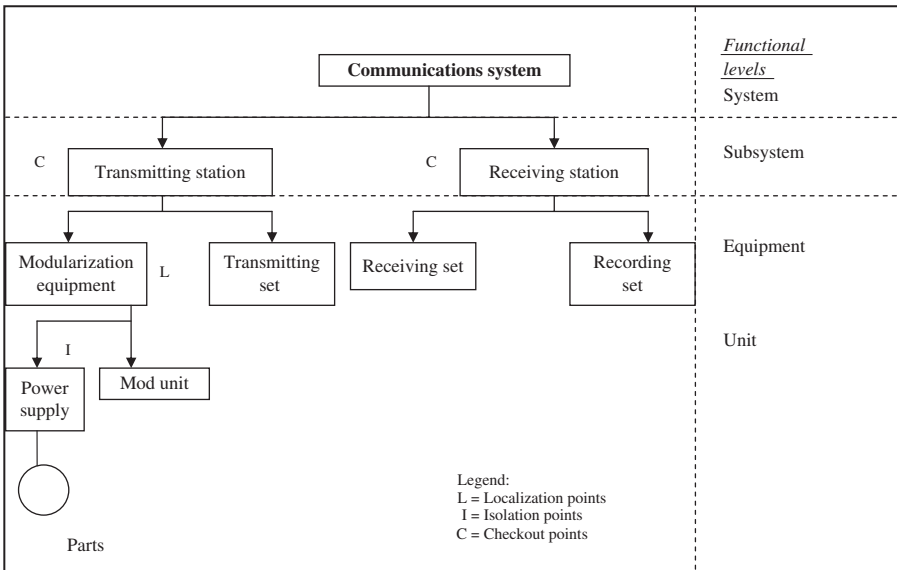 Communications system
Functional
levels
System
C
Transmitting station
C
Receiving station
Subsystem
Modularization
equipment
L
Transmitting
set
Receiving set
Recording
set
Equipment
I
Power
supply
Mod unit
Unit
Parts
Legend:
L = Localization points
I = Isolation points
C = Checkout points